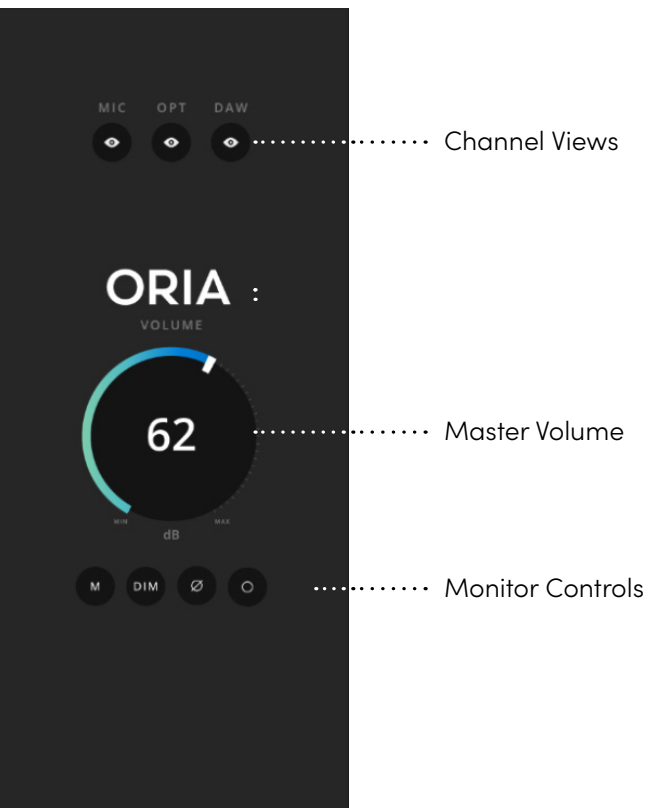 MIC OPT DAW
Channel Views
ORIA :
VOLUME
62
Master Volume
MIN MAX
dB
M DIM Ø O
Monitor Controls